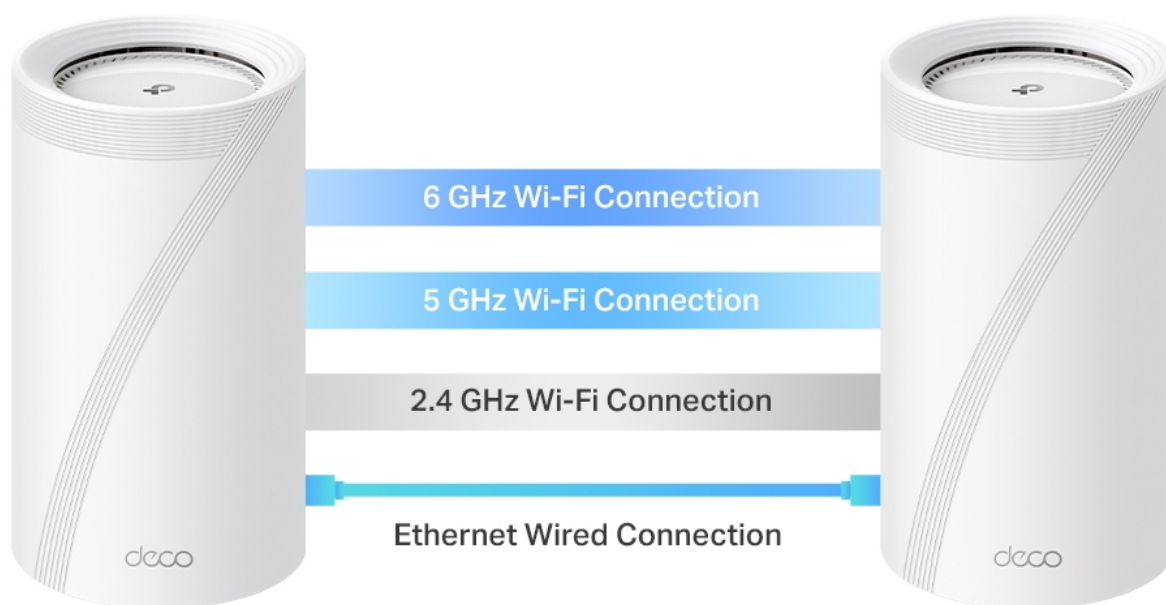 6 GHz Wi-Fi Connection
5 GHz Wi-Fi Connection
2.4 GHz Wi-Fi Connection
Ethernet Wired Connection
deco
deco